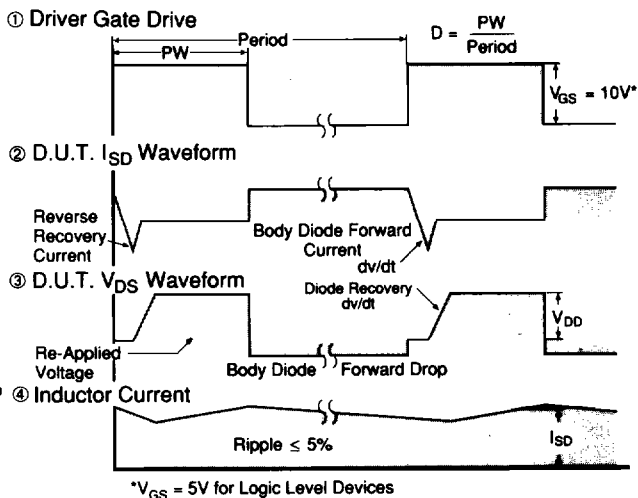 ① Driver Gate Drive
Period
PW
D = PW / Period
V_GS = 10V*
② D.U.T. I_SD Waveform
Reverse
Recovery
Current
Body Diode Forward
Current
dv/dt
③ D.U.T. V_DS Waveform
Diode Recovery
dv/dt
V_DD
Re-Applied
Voltage
Body Diode
Forward Drop
④ Inductor Current
Ripple ≤ 5%
I_SD
*V_GS = 5V for Logic Level Devices